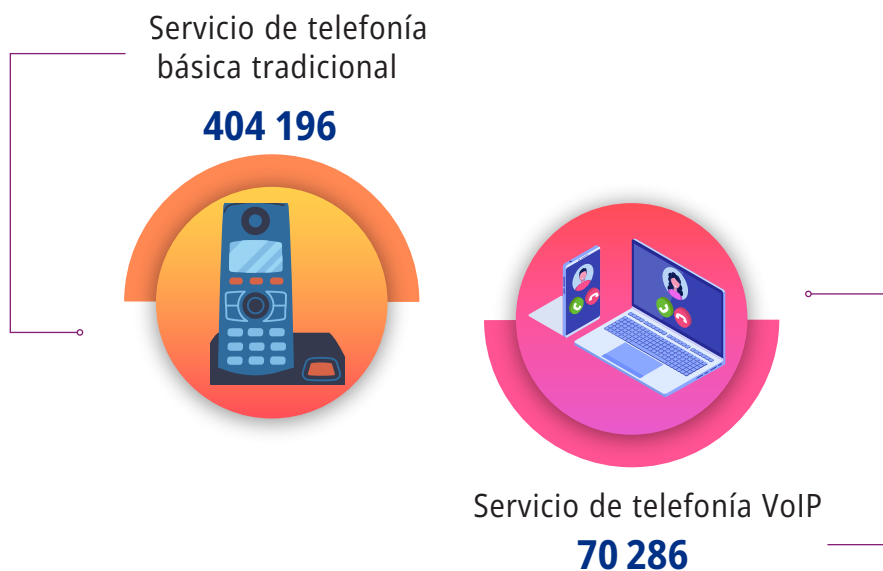 Servicio de telefonía
básica tradicional
404 196
Servicio de telefonía VoIP
70 286